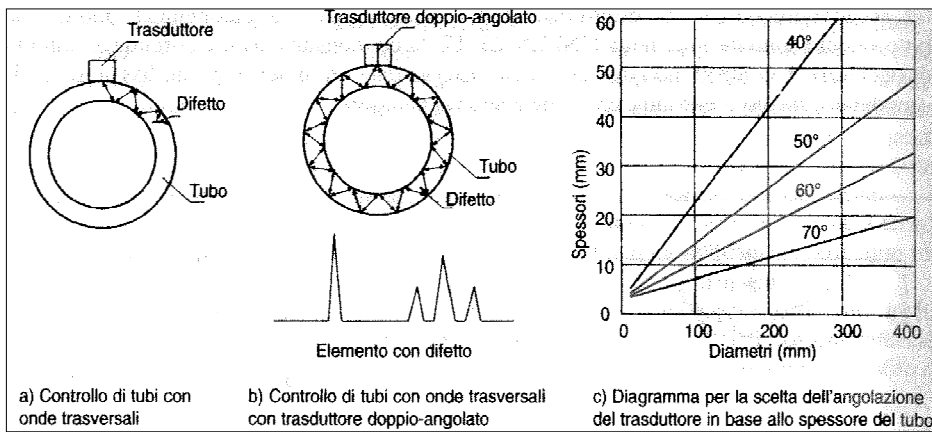 Trasduttore
Difetto
Tubo
a) Controllo di tubi con
onde trasversali
Trasduttore doppio-angolato
Tubo
Difetto
Elemento con difetto
b) Controllo di tubi con onde trasversali
con trasduttore doppio-angolato
Spessori (mm)
60
50
40
30
20
10
0
40°
50°
60°
70°
0 100 200 300 400
Diametri (mm)
c) Diagramma per la scelta dell'angolazione
del trasduttore in base allo spessore del tubo